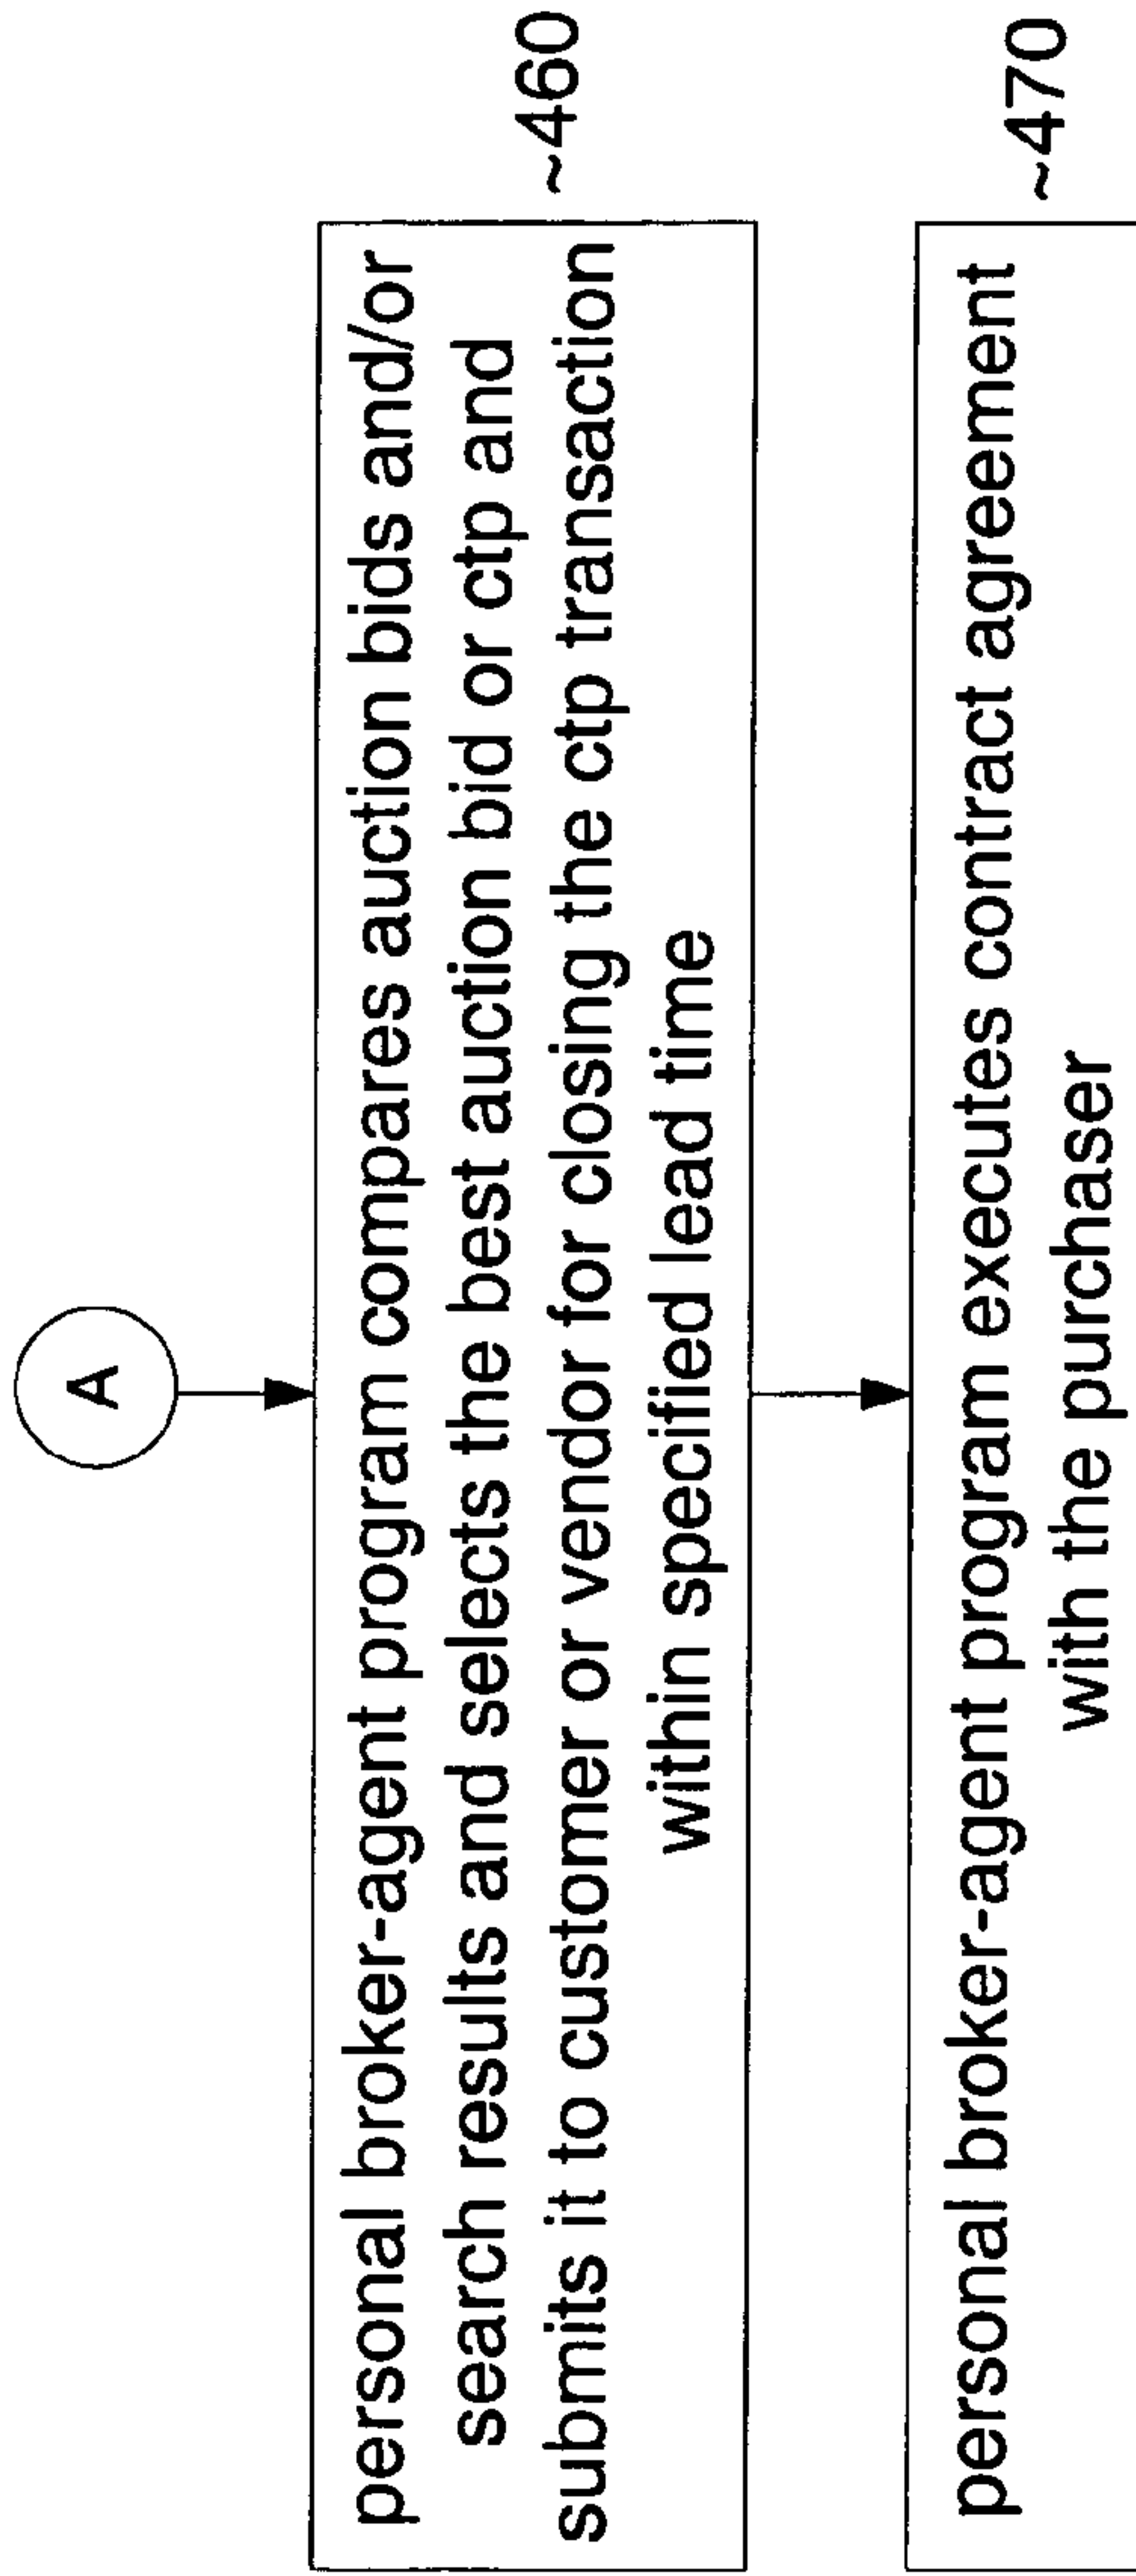 A
personal broker-agent program compares auction bids and/or
search results and selects the best auction bid or ctp and
submits it to customer or vendor for closing the ctp transaction
within specified lead time
~460
personal broker-agent program executes contract agreement
with the purchaser
~470